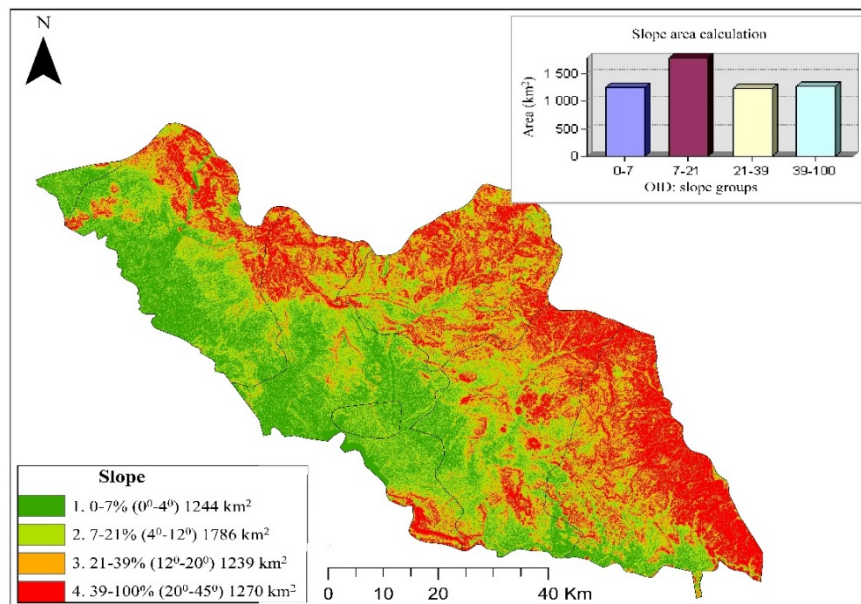 N
Slope area calculation
Area (km²)
1 500
1 000
500
0
0-7
7-21
21-39
39-100
OID: slope groups
Slope
1. 0-7% (0⁰-4⁰) 1244 km²
2. 7-21% (4⁰-12⁰) 1786 km²
3. 21-39% (12⁰-20⁰) 1239 km²
4. 39-100% (20⁰-45⁰) 1270 km²
0 10 20 40 Km